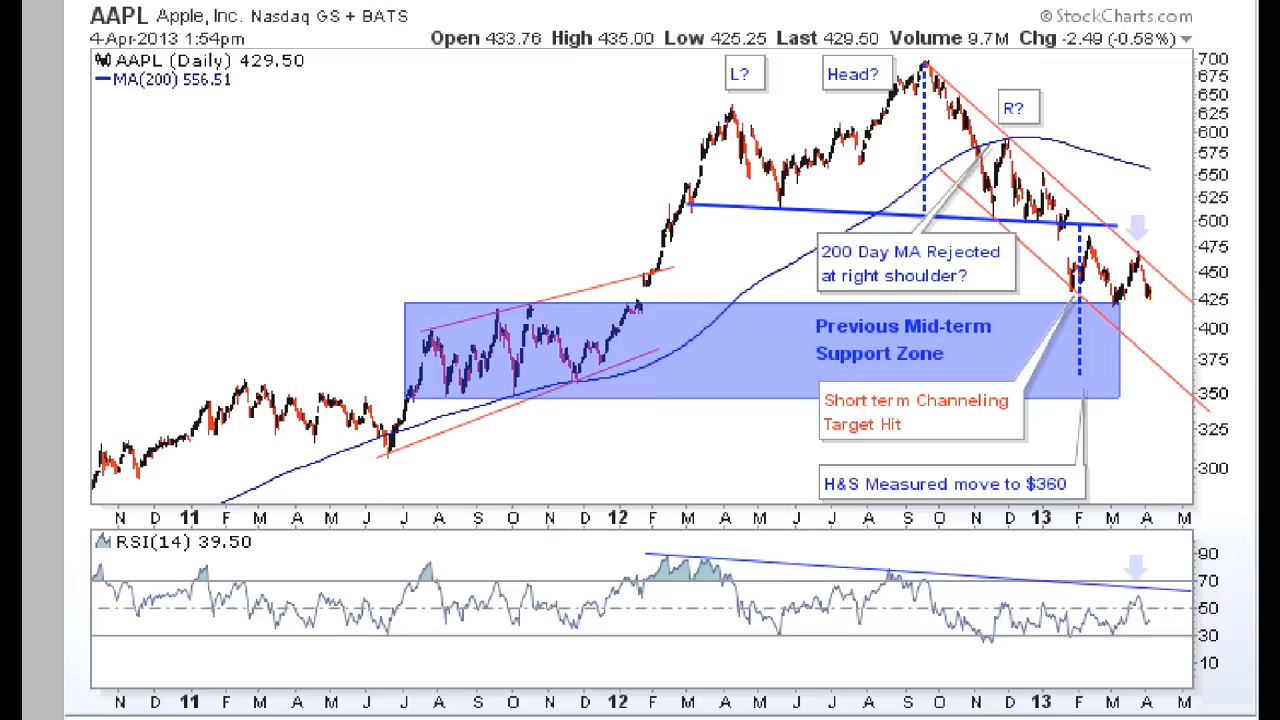 AAPL Apple, Inc. Nasdaq GS + BATS
© StockCharts.com
4-Apr-2013 1:54pm
Open 433.76 High 435.00 Low 425.25 Last 429.50 Volume 9.7M Chg -2.49 (-0.58%)
AAPL (Daily) 429.50
MA(200) 556.51
L?
Head?
R?
200 Day MA Rejected
at right shoulder?
Previous Mid-term
Support Zone
Short term Channeling
Target Hit
H&S Measured move to $360
700
675
650
625
600
575
550
525
500
475
450
425
400
375
350
325
300
N D 11 F M A M J J A S O N D 12 F M A M J J A S O N D 13 F M A M
RSI(14) 39.50
90
70
50
30
10
N D 11 F M A M J J A S O N D 12 F M A M J J A S O N D 13 F M A M